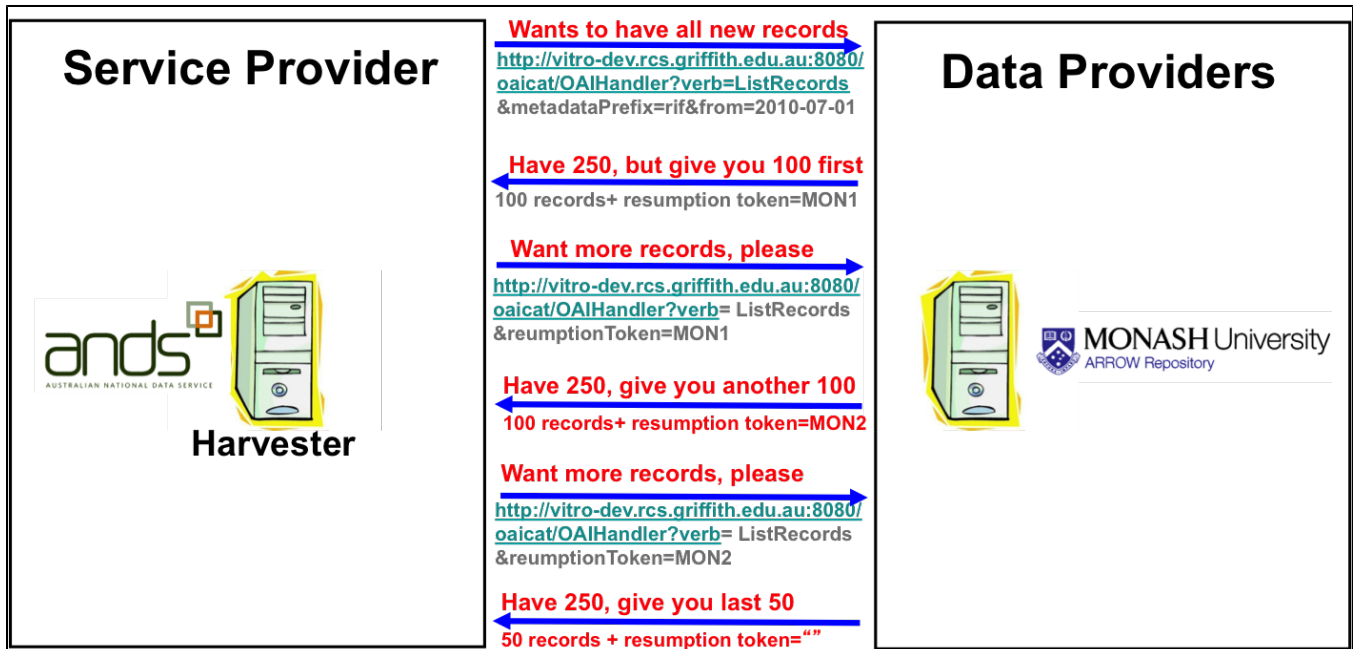 Service Provider
ands
AUSTRALIAN NATIONAL DATA SERVICE
Harvester
Wants to have all new records
http://vitro-dev.rcs.griffith.edu.au:8080/
oaicat/OAIHandler?verb=ListRecords
&metadataPrefix=rif&from=2010-07-01
Have 250, but give you 100 first
100 records+ resumption token=MON1
Want more records, please
http://vitro-dev.rcs.griffith.edu.au:8080/
oaicat/OAIHandler?verb= ListRecords
&reumptionToken=MON1
Have 250, give you another 100
100 records+ resumption token=MON2
Want more records, please
http://vitro-dev.rcs.griffith.edu.au:8080/
oaicat/OAIHandler?verb= ListRecords
&reumptionToken=MON2
Have 250, give you last 50
50 records + resumption token=“”
Data Providers
MONASH University
ARROW Repository